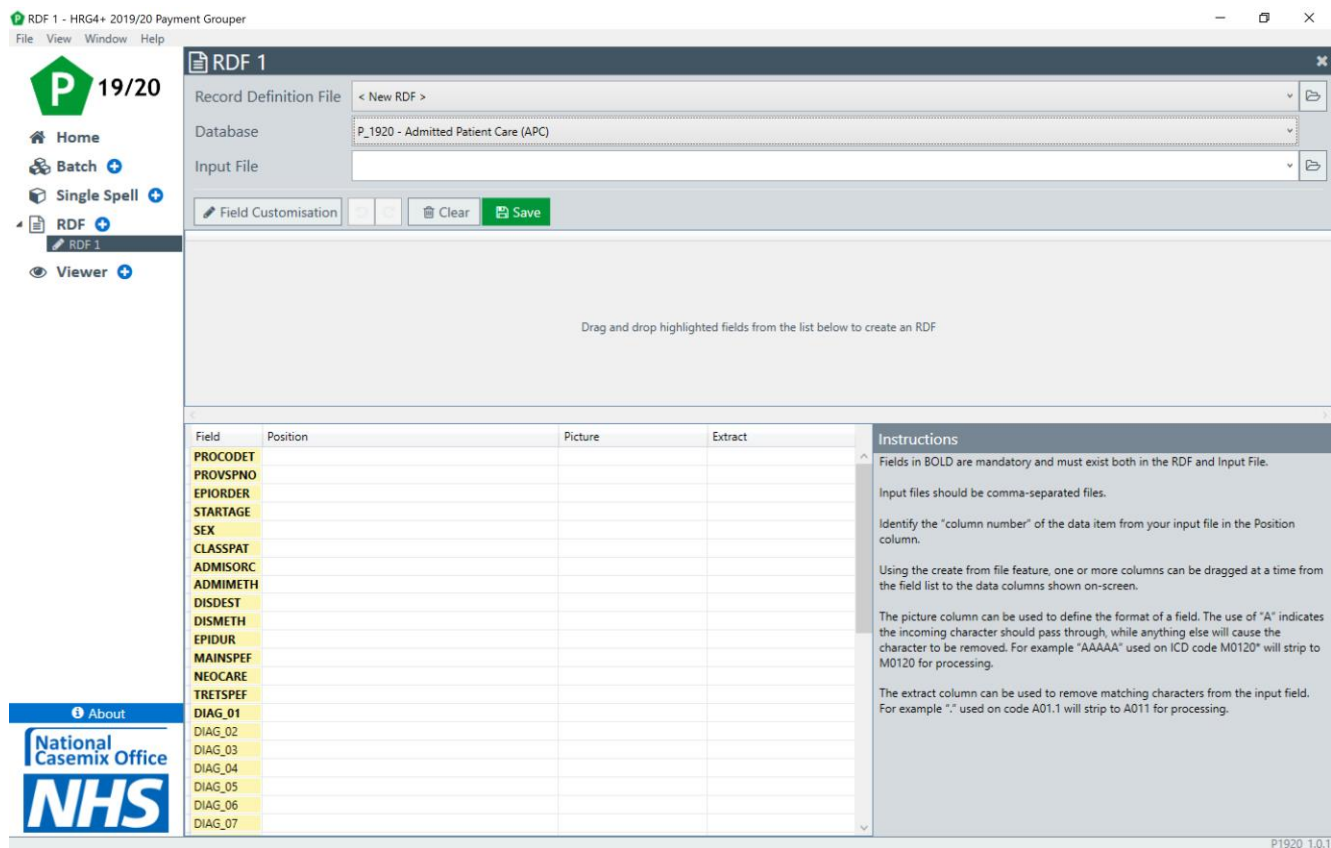 RDF 1 - HRG4+ 2019/20 Payment Grouper
File View Window Help
P 19/20
Home
Batch
Single Spell
RDF
RDF 1
Viewer
About
National
Casemix Office
NHS
RDF 1
Record Definition File < New RDF >
Database P_1920 - Admitted Patient Care (APC)
Input File
Field Customisation Clear Save
Drag and drop highlighted fields from the list below to create an RDF
Field Position Picture Extract
PROCODET
PROVSPNO
EPIORDER
STARTAGE
SEX
CLASSPAT
ADMISORC
ADMIMETH
DISDEST
DISMETH
EPIDUR
MAINSPEF
NEOCARE
TRETSPEF
DIAG_01
DIAG_02
DIAG_03
DIAG_04
DIAG_05
DIAG_06
DIAG_07
Instructions
Fields in BOLD are mandatory and must exist both in the RDF and Input File.
Input files should be comma-separated files.
Identify the "column number" of the data item from your input file in the Position
column.
Using the create from file feature, one or more columns can be dragged at a time from
the field list to the data columns shown on-screen.
The picture column can be used to define the format of a field. The use of "A" indicates
the incoming character should pass through, while anything else will cause the
character to be removed. For example "AAAAA" used on ICD code M0120* will strip to
M0120 for processing.
The extract column can be used to remove matching characters from the input field.
For example "." used on code A01.1 will strip to A011 for processing.
P1920 1.0.1